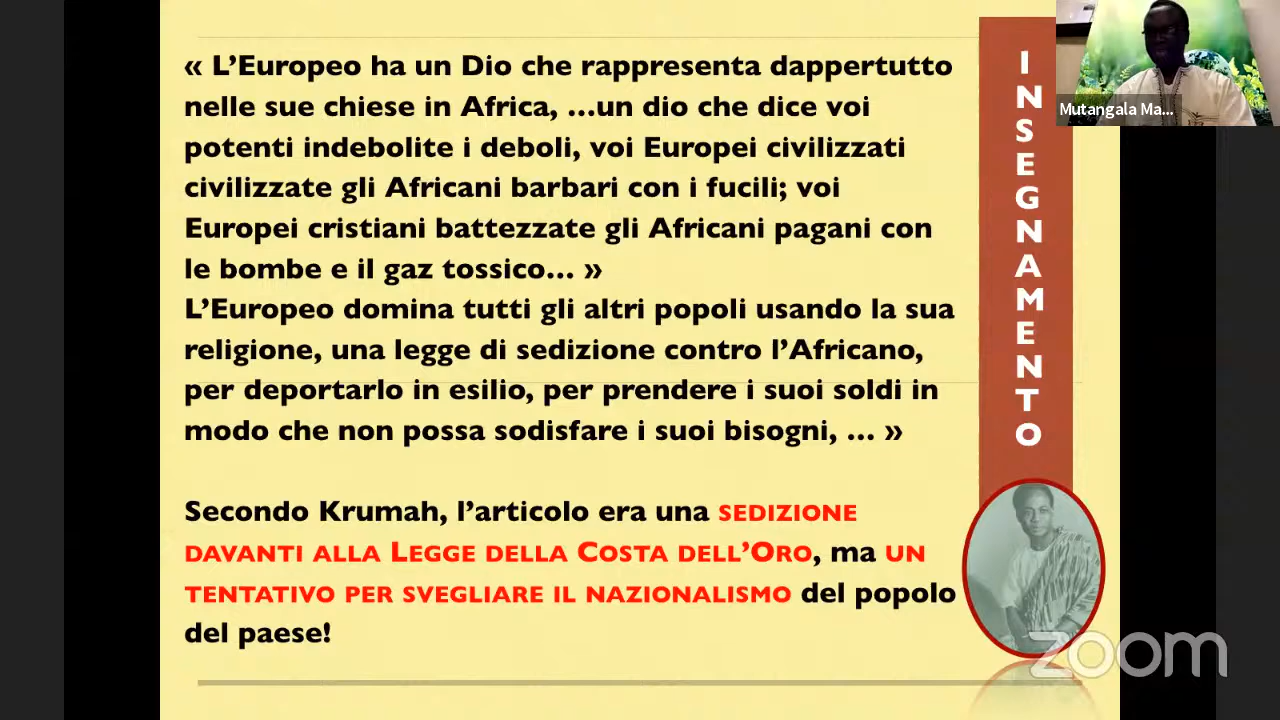 « L’Europeo ha un Dio che rappresenta dappertutto
nelle sue chiese in Africa, …un dio che dice voi
potenti indebolite i deboli, voi Europei civilizzati
civilizzate gli Africani barbari con i fucili; voi
Europei cristiani battezzate gli Africani pagani con
le bombe e il gaz tossico… »
L’Europeo domina tutti gli altri popoli usando la sua
religione, una legge di sedizione contro l’Africano,
per deportarlo in esilio, per prendere i suoi soldi in
modo che non possa sodisfare i suoi bisogni, … »
Secondo Krumah, l’articolo era una SEDIZIONE
DAVANTI ALLA LEGGE DELLA COSTA DELL’ORO, ma UN
TENTATIVO PER SVEGLIARE IL NAZIONALISMO del popolo
del paese!
INSEGNAMENTO
Mutangala Ma...
zoom